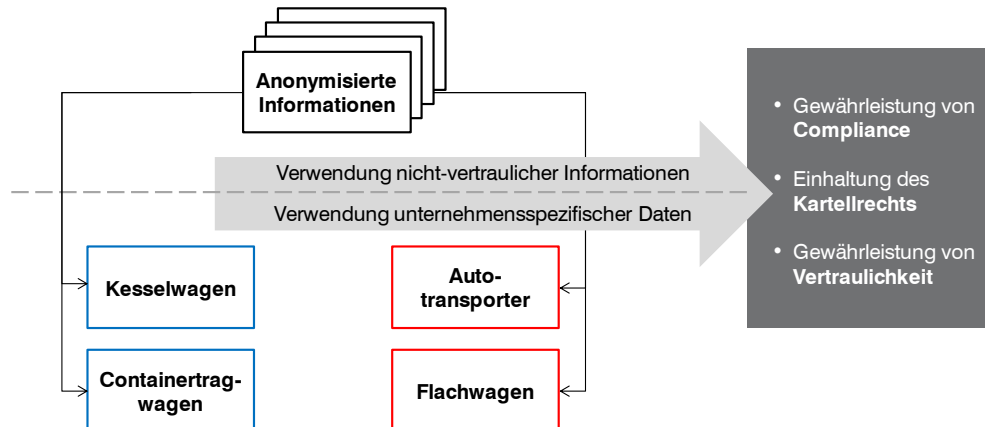 Anonymisierte
Informationen
Verwendung nicht-vertraulicher Informationen
Verwendung unternehmensspezifischer Daten
Kesselwagen
Auto-
transporter
Containertrag-
wagen
Flachwagen
• Gewährleistung von
Compliance
• Einhaltung des
Kartellrechts
• Gewährleistung von
Vertraulichkeit